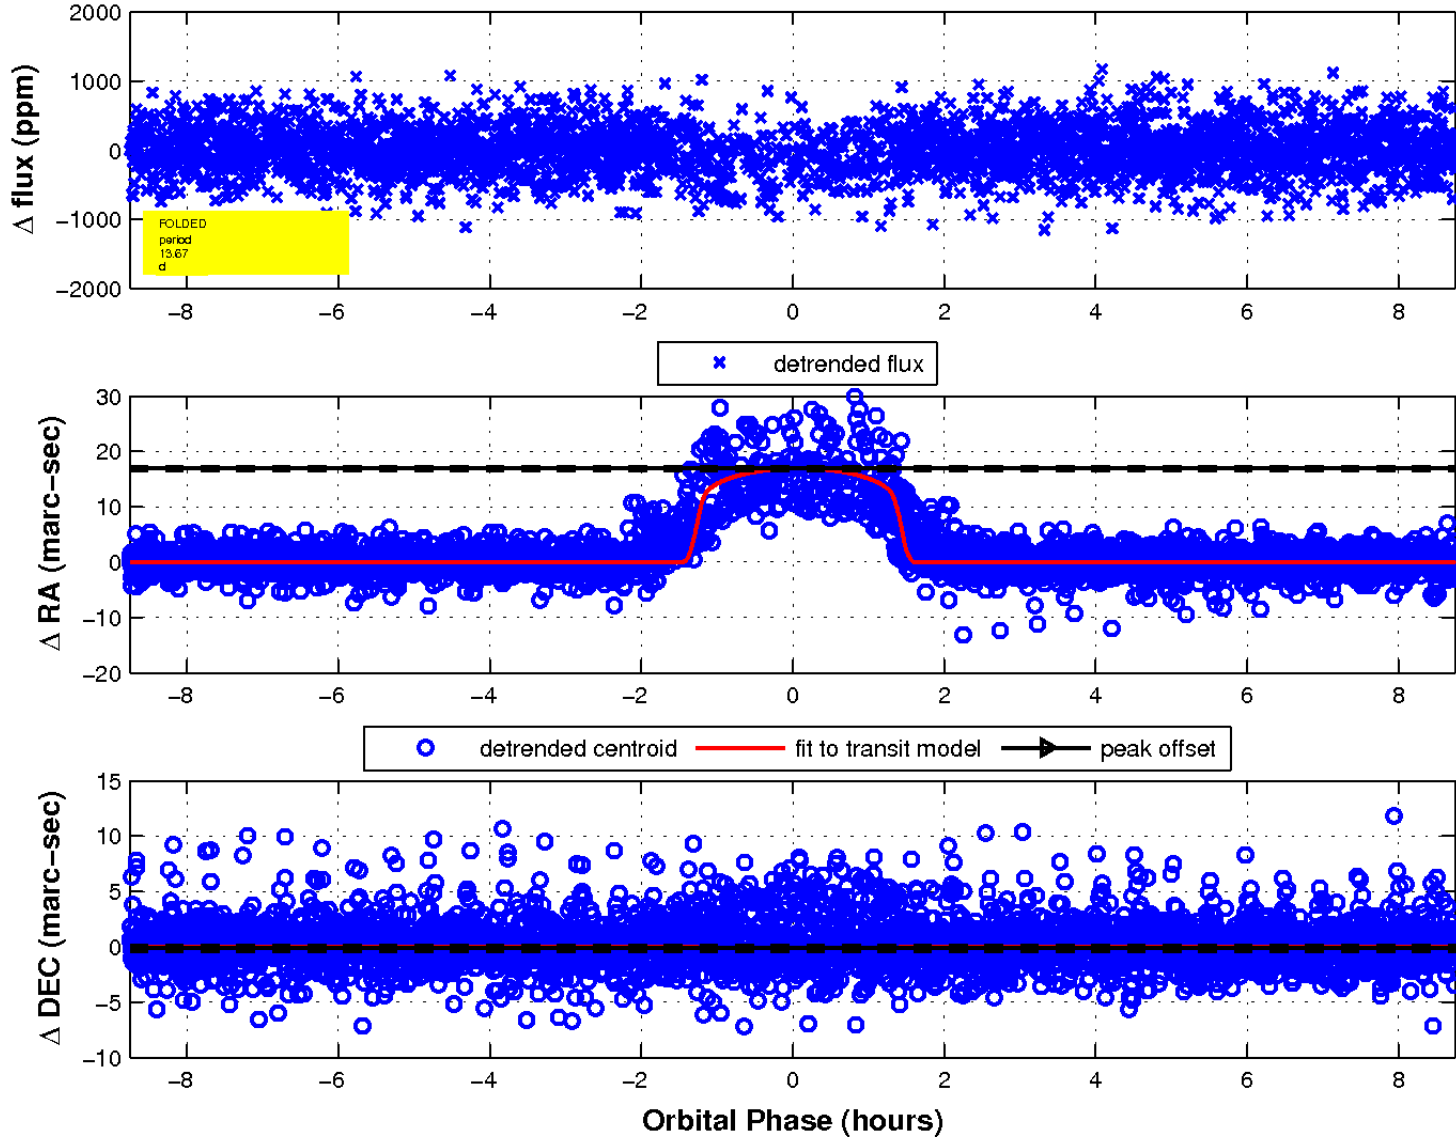 2000
1000
0
−1000
−2000
Δ flux (ppm)
FOLDED
period
13.67
d
−8 −6 −4 −2 0 2 4 6 8
detrended flux
30
20
10
0
−10
−20
Δ RA (marc−sec)
−8 −6 −4 −2 0 2 4 6 8
detrended centroid fit to transit model peak offset
15
10
5
0
−5
−10
Δ DEC (marc−sec)
−8 −6 −4 −2 0 2 4 6 8
Orbital Phase (hours)